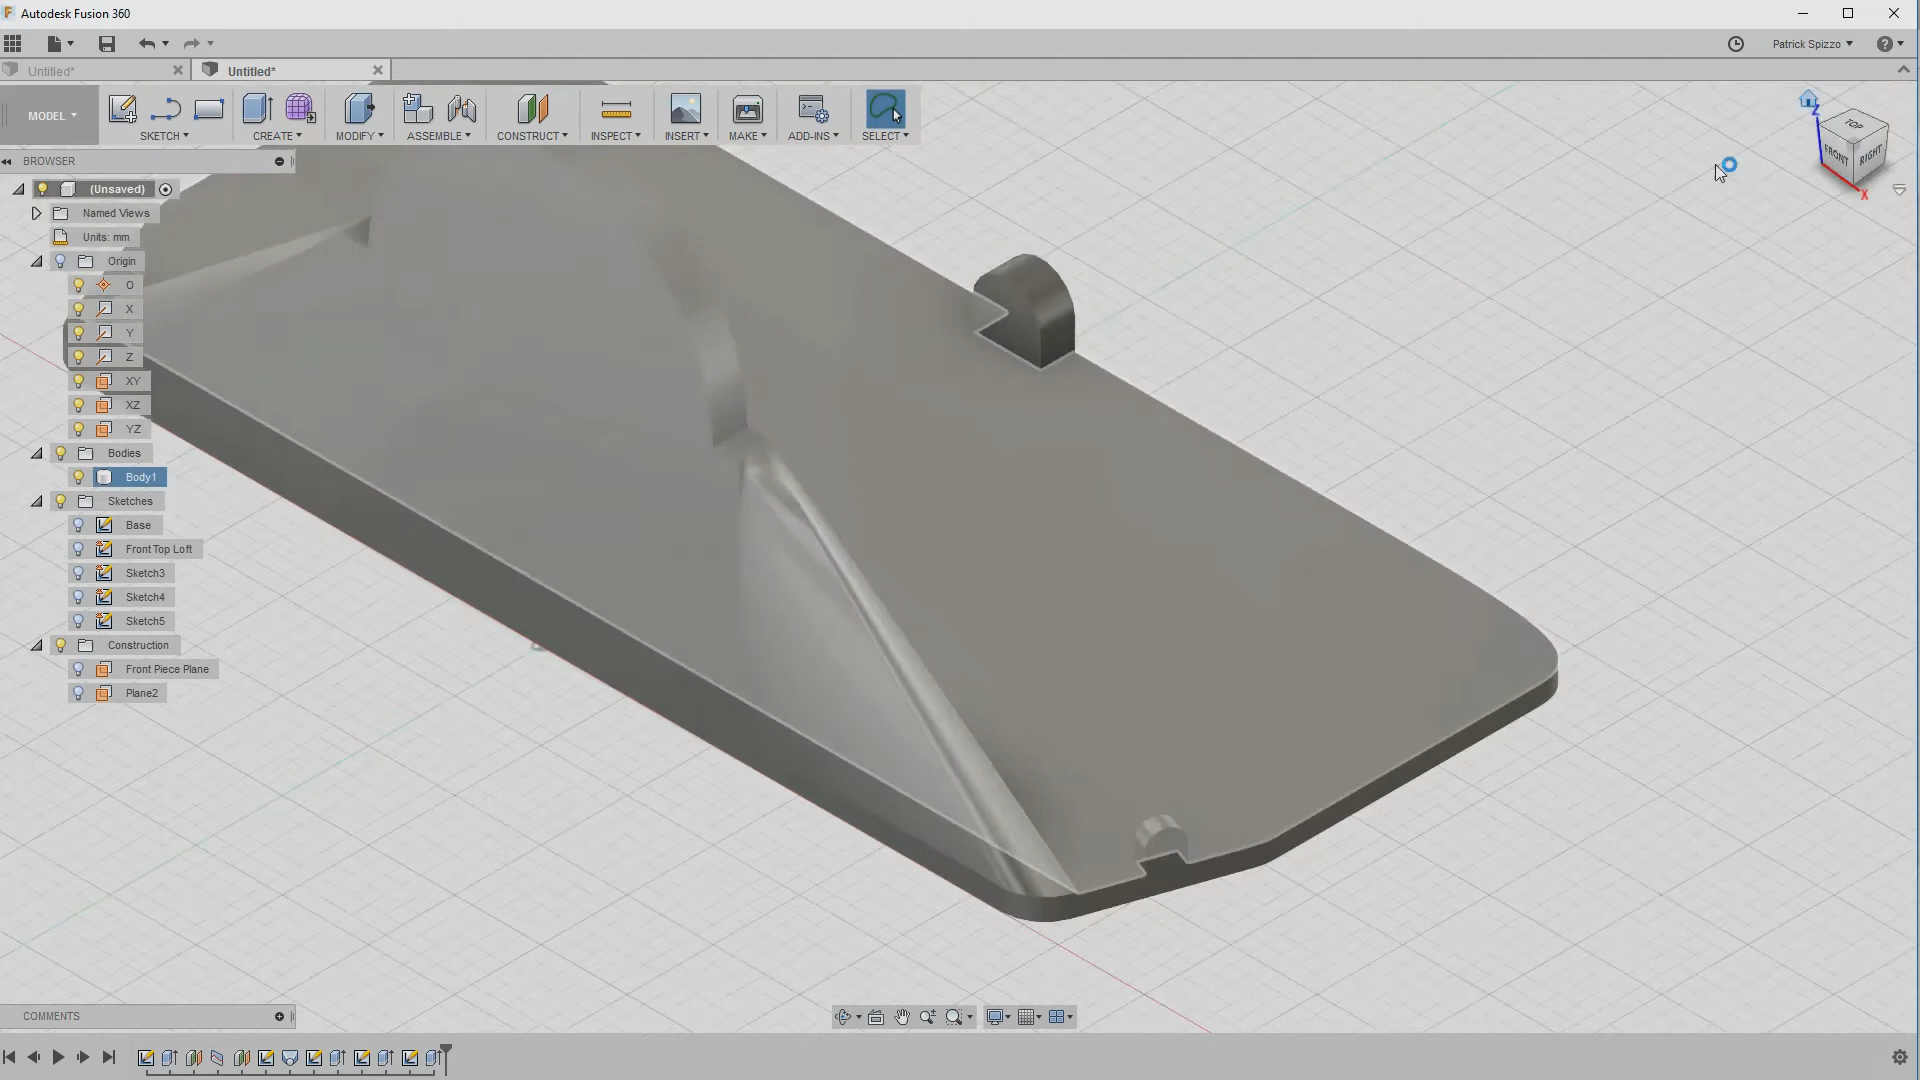 Autodesk Fusion 360
Patrick Spizzo
Untitled*
Untitled*
MODEL
SKETCH
CREATE
MODIFY
ASSEMBLE
CONSTRUCT
INSPECT
INSERT
MAKE
ADD-INS
SELECT
BROWSER
(Unsaved)
Named Views
Units: mm
Origin
O
X
Y
Z
XY
XZ
YZ
Bodies
Body1
Sketches
Base
Front Top Loft
Sketch3
Sketch4
Sketch5
Construction
Front Piece Plane
Plane2
Z
TOP
FRONT
RIGHT
X
COMMENTS